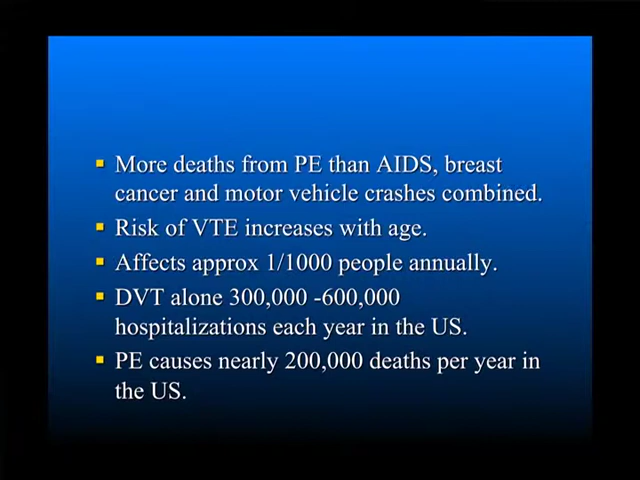 More deaths from PE than AIDS, breast
cancer and motor vehicle crashes combined.
Risk of VTE increases with age.
Affects approx 1/1000 people annually.
DVT alone 300,000 -600,000
hospitalizations each year in the US.
PE causes nearly 200,000 deaths per year in
the US.